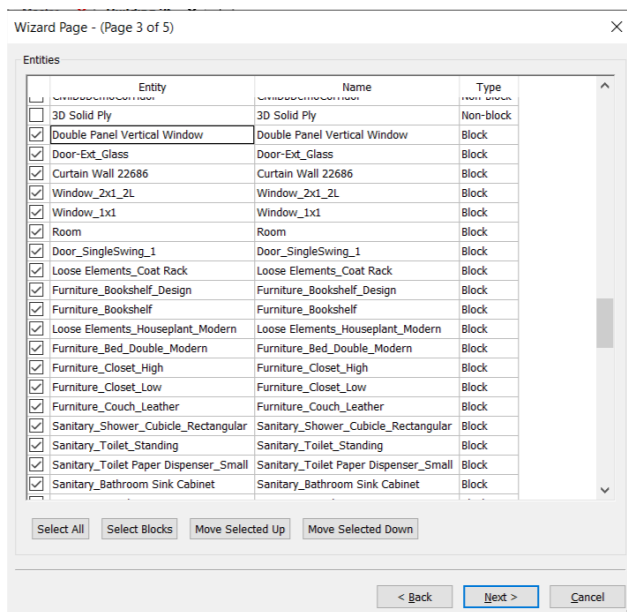 Wizard Page - (Page 3 of 5)
Entities
Entity Name Type
3D Solid Ply 3D Solid Ply Non-block
Double Panel Vertical Window Double Panel Vertical Window Block
Door-Ext_Glass Door-Ext_Glass Block
Curtain Wall 22686 Curtain Wall 22686 Block
Window_2x1_2L Window_2x1_2L Block
Window_1x1 Window_1x1 Block
Room Room Block
Door_SingleSwing_1 Door_SingleSwing_1 Block
Loose Elements_Coat Rack Loose Elements_Coat Rack Block
Furniture_Bookshelf_Design Furniture_Bookshelf_Design Block
Furniture_Bookshelf Furniture_Bookshelf Block
Loose Elements_Houseplant_Modern Loose Elements_Houseplant_Modern Block
Furniture_Bed_Double_Modern Furniture_Bed_Double_Modern Block
Furniture_Closet_High Furniture_Closet_High Block
Furniture_Closet_Low Furniture_Closet_Low Block
Furniture_Couch_Leather Furniture_Couch_Leather Block
Sanitary_Shower_Cubicle_Rectangular Sanitary_Shower_Cubicle_Rectangular Block
Sanitary_Toilet_Standing Sanitary_Toilet_Standing Block
Sanitary_Toilet Paper Dispenser_Small Sanitary_Toilet Paper Dispenser_Small Block
Sanitary_Bathroom Sink Cabinet Sanitary_Bathroom Sink Cabinet Block
Select All Select Blocks Move Selected Up Move Selected Down
< Back Next > Cancel